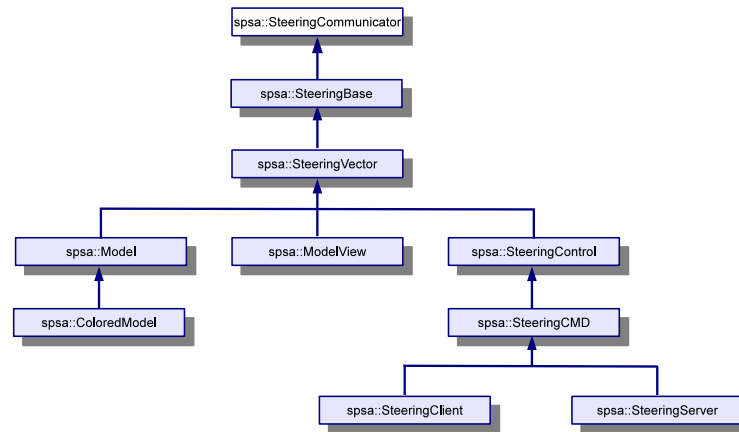 spsa::SteeringCommunicator
spsa::SteeringBase
spsa::SteeringVector
spsa::Model
spsa::ModelView
spsa::SteeringControl
spsa::ColoredModel
spsa::SteeringCMD
spsa::SteeringClient
spsa::SteeringServer